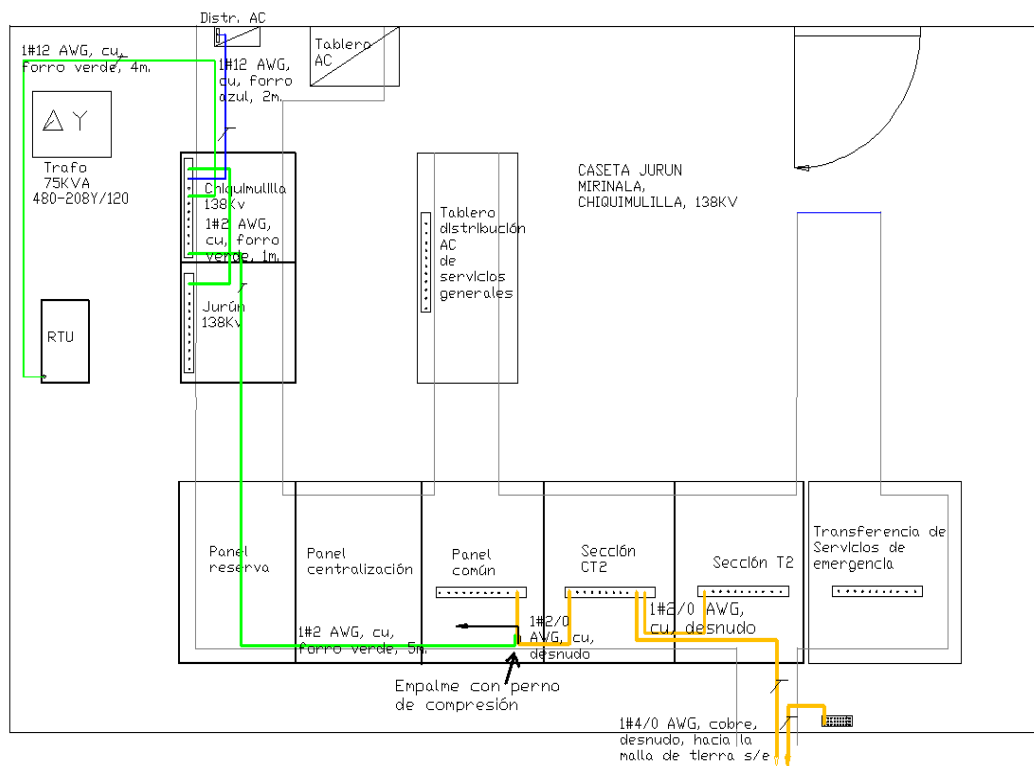 Distr. AC
1#12 AWG, cu,
forro verde, 4m.
1#12 AWG,
cu, forro
azul, 2m.
Tablero
AC
Trafo
75KVA
480-208Y/120
Chiquimulilla
138Kv
1#2 AWG,
cu, forro
verde, 1m.
Jurún
138Kv
RTU
Tablero
distribución
AC
de
servicios
generales
CASETA JURUN
MIRINALA,
CHIQUIMULILLA, 138KV
Panel
reserva
Panel
centralización
Panel
común
Sección
CT2
Sección T2
Transferencia de
Servicios de
emergencia
1#2 AWG, cu,
forro verde, 5m.
1#2/0
AWG, cu,
desnudo
1#2/0 AWG,
cu, desnudo
Empalme con perno
de compresión
1#4/0 AWG, cobre,
desnudo, hacia la
malla de tierra s/e